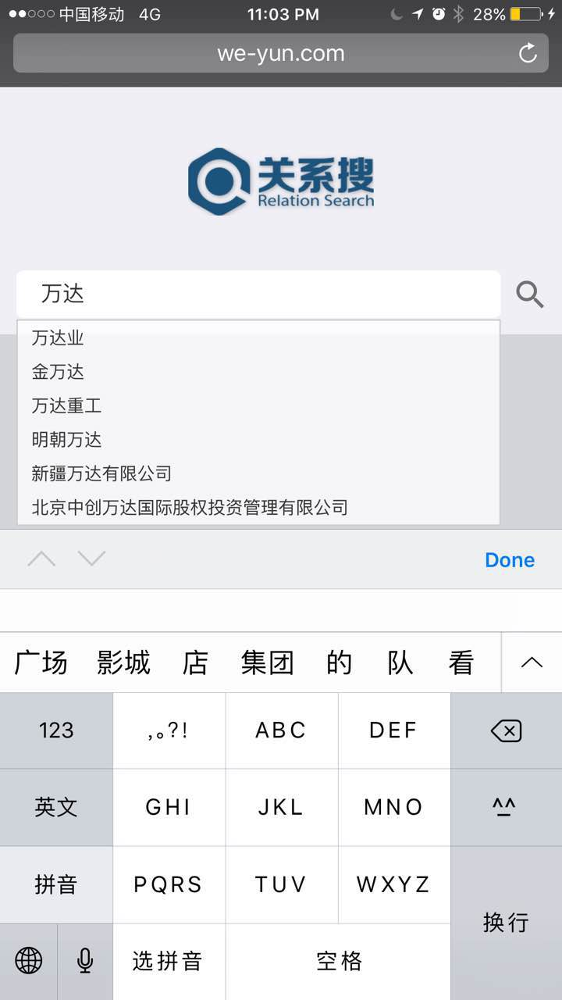 中国移动 4G 11:03 PM 28%
we-yun.com
关系搜
Relation Search
万达
万达业
金万达
万达重工
明朝万达
新疆万达有限公司
北京中创万达国际股权投资管理有限公司
Done
广场 影城 店 集团 的 队 看
123 ,。?! ABC DEF
英文 GHI JKL MNO ^^
拼音 PQRS TUV WXYZ
换行
选拼音 空格